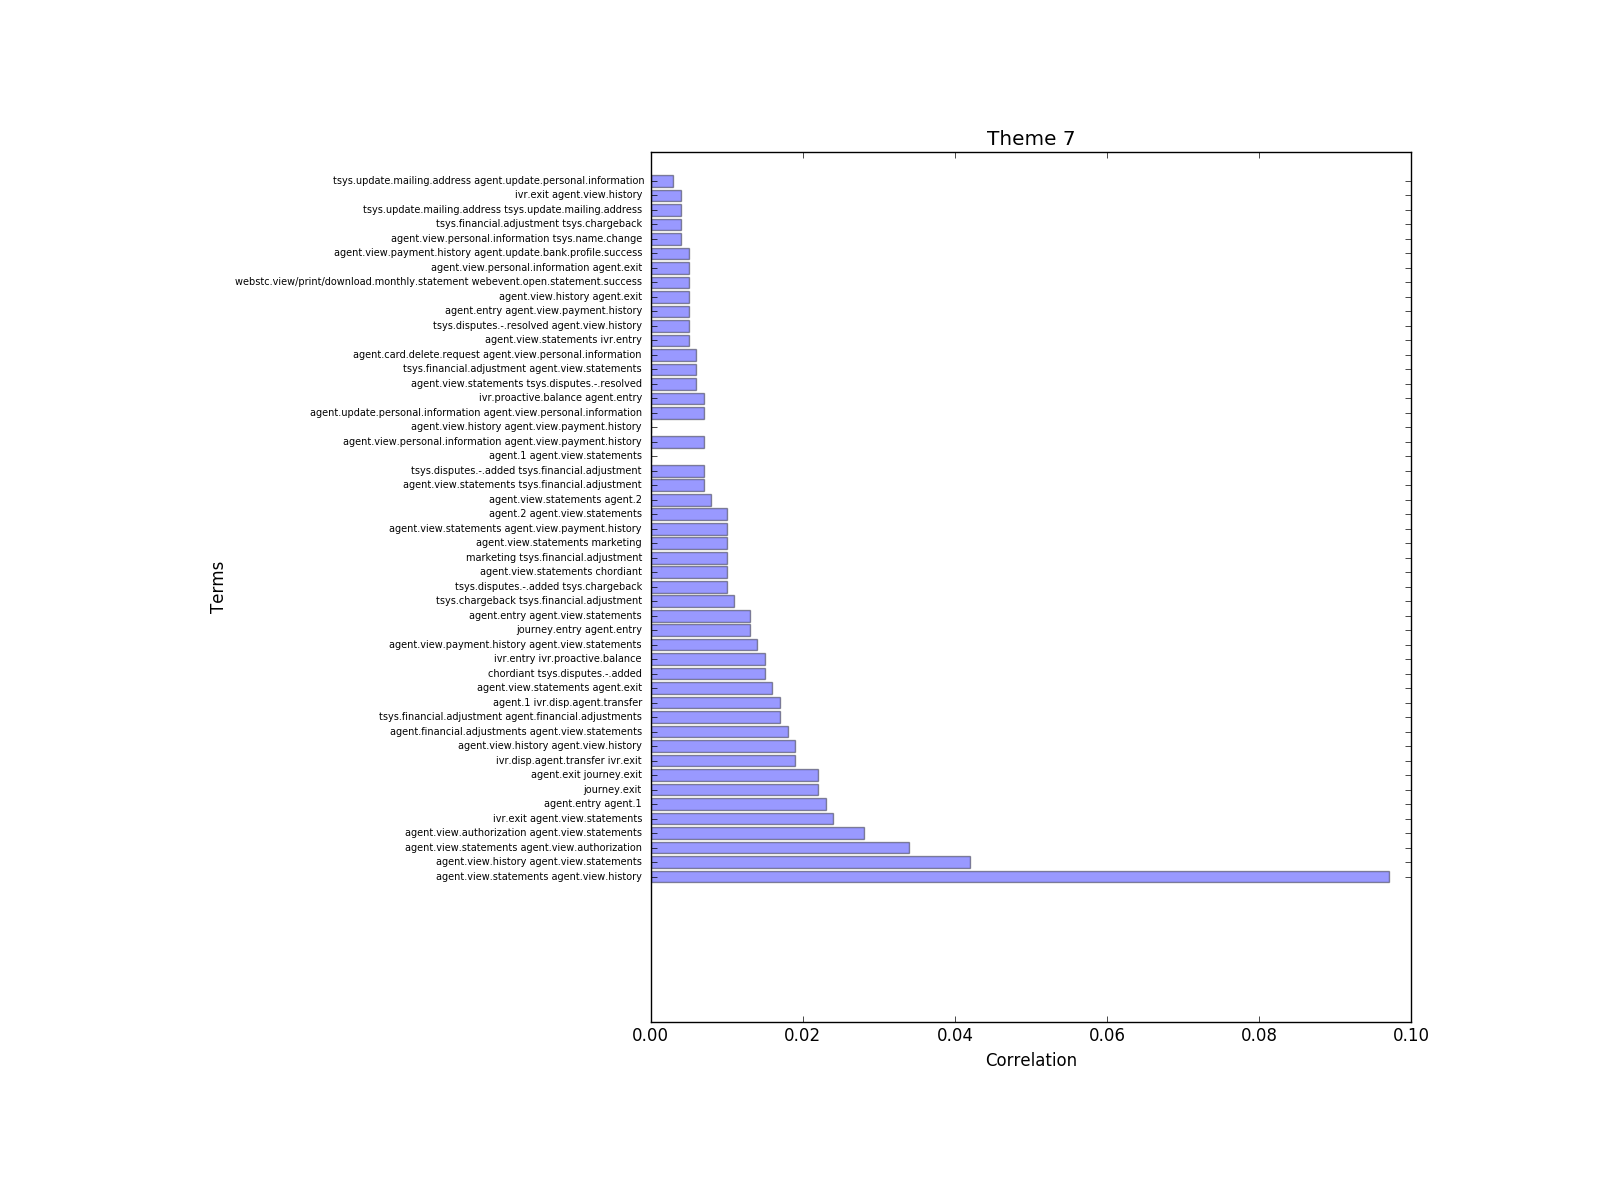 Theme 7
tsys.update.mailing.address agent.update.personal.information
ivr.exit agent.view.history
tsys.update.mailing.address tsys.update.mailing.address
tsys.financial.adjustment tsys.chargeback
agent.view.personal.information tsys.name.change
agent.view.payment.history agent.update.bank.profile.success
agent.view.personal.information agent.exit
webstc.view/print/download.monthly.statement webevent.open.statement.success
agent.view.history agent.exit
agent.entry agent.view.payment.history
tsys.disputes.-.resolved agent.view.history
agent.view.statements ivr.entry
agent.card.delete.request agent.view.personal.information
tsys.financial.adjustment agent.view.statements
agent.view.statements tsys.disputes.-.resolved
ivr.proactive.balance agent.entry
agent.update.personal.information agent.view.personal.information
agent.view.history agent.view.payment.history
agent.view.personal.information agent.view.payment.history
agent.1 agent.view.statements
tsys.disputes.-.added tsys.financial.adjustment
agent.view.statements tsys.financial.adjustment
agent.view.statements agent.2
agent.2 agent.view.statements
agent.view.statements agent.view.payment.history
agent.view.statements marketing
marketing tsys.financial.adjustment
agent.view.statements chordiant
tsys.disputes.-.added tsys.chargeback
tsys.chargeback tsys.financial.adjustment
agent.entry agent.view.statements
journey.entry agent.entry
agent.view.payment.history agent.view.statements
ivr.entry ivr.proactive.balance
chordiant tsys.disputes.-.added
agent.view.statements agent.exit
agent.1 ivr.disp.agent.transfer
tsys.financial.adjustment agent.financial.adjustments
agent.financial.adjustments agent.view.statements
agent.view.history agent.view.history
ivr.disp.agent.transfer ivr.exit
agent.exit journey.exit
journey.exit
agent.entry agent.1
ivr.exit agent.view.statements
agent.view.authorization agent.view.statements
agent.view.statements agent.view.authorization
agent.view.history agent.view.statements
agent.view.statements agent.view.history
Terms
0.00 0.02 0.04 0.06 0.08 0.10
Correlation